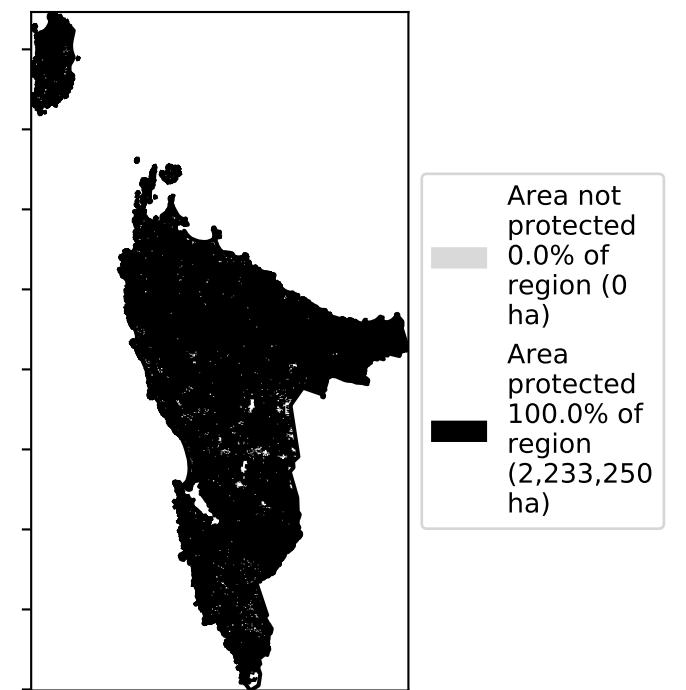 Area not
protected
0.0% of
region (0
ha)
Area
protected
100.0% of
region
(2,233,250
ha)